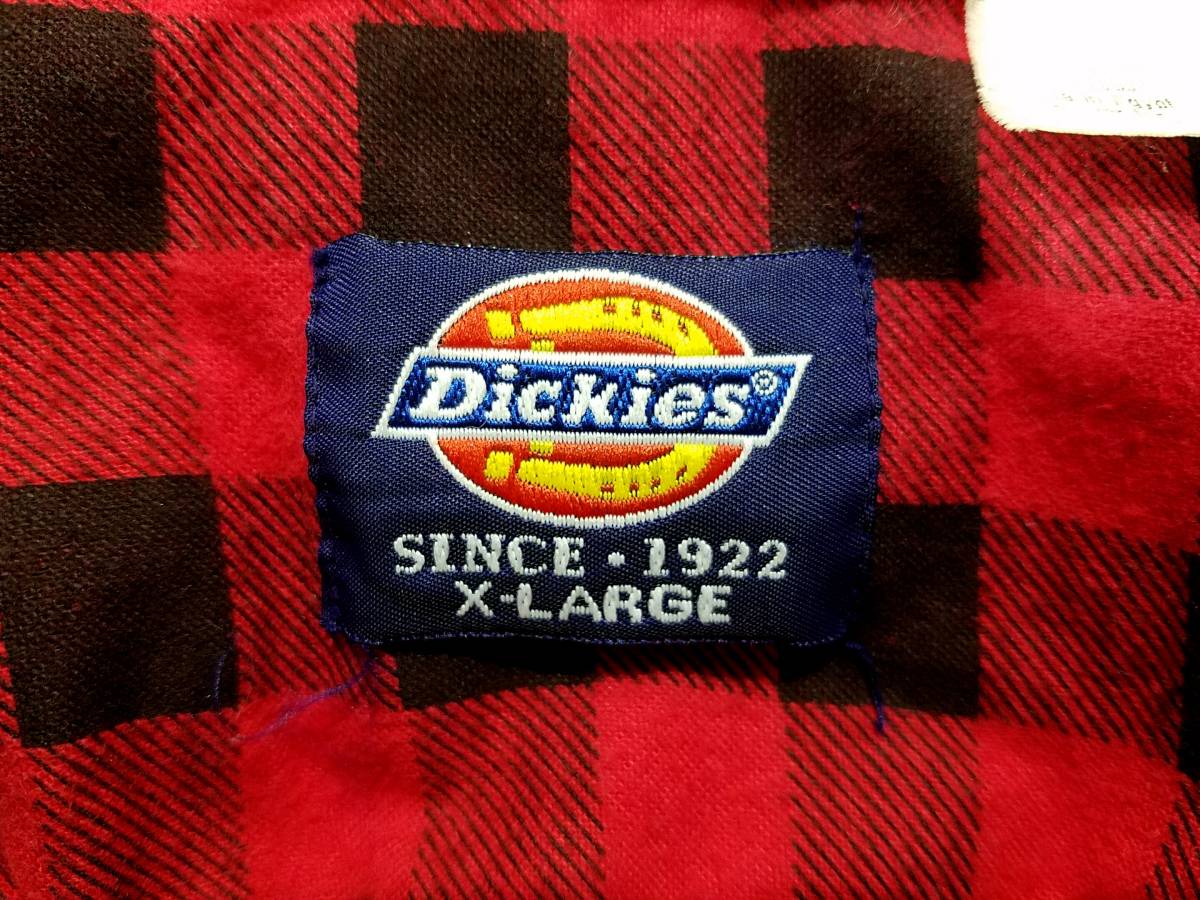 Dickies®
SINCE • 1922
X-LARGE